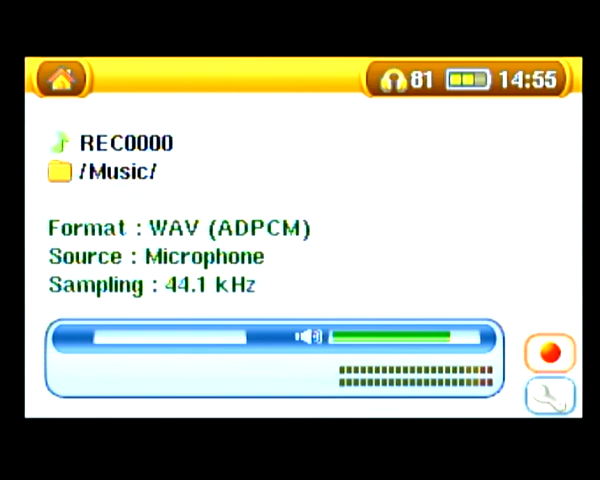 81 14:55
REC0000
/Music/
Format : WAV (ADPCM)
Source : Microphone
Sampling : 44.1 kHz